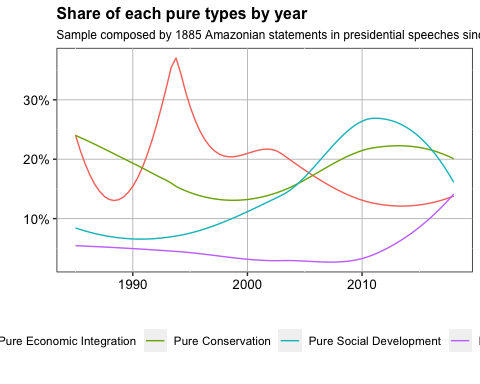 Share of each pure types by year
Sample composed by 1885 Amazonian statements in presidential speeches
30%
20%
10%
1990 2000 2010
Pure Economic Integration Pure Conservation Pure Social Development